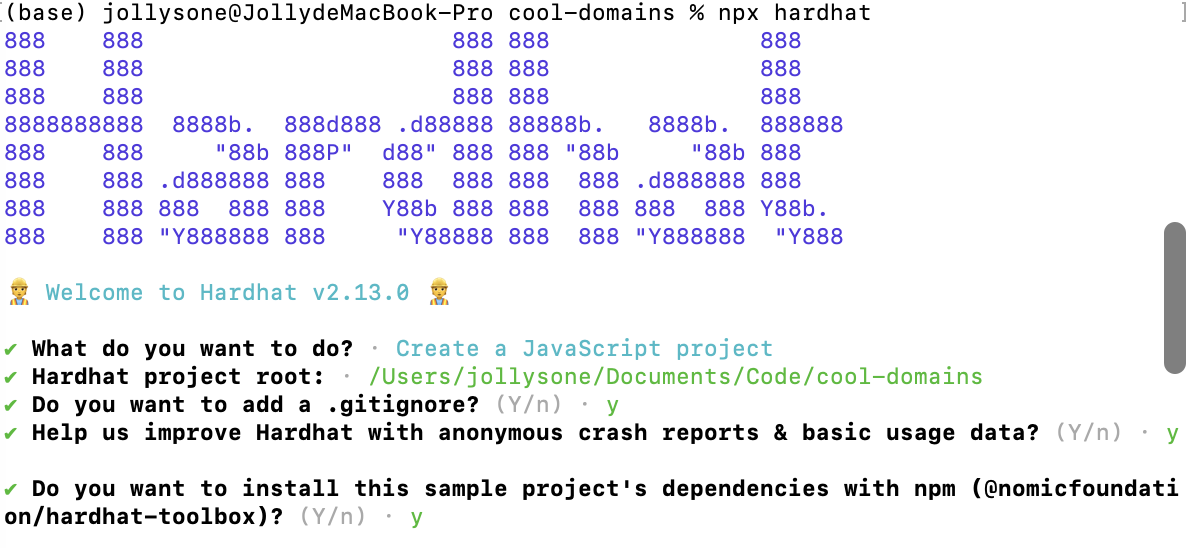 (base) jollysone@JollydeMacBook-Pro cool-domains % npx hardhat
888    888                      888 888               888
888    888                      888 888               888
888    888                      888 888               888
8888888888  8888b.  888d888 .d88888 88888b.   8888b.  888888
888    888     "88b 888P"  d88" 888 888 "88b     "88b 888
888    888 .d888888 888    888  888 888  888 .d888888 888
888    888 888  888 888    Y88b 888 888  888 888  888 Y88b.
888    888 "Y888888 888     "Y88888 888  888 "Y888888  "Y888
👷 Welcome to Hardhat v2.13.0 👷
✔ What do you want to do? · Create a JavaScript project
✔ Hardhat project root: · /Users/jollysone/Documents/Code/cool-domains
✔ Do you want to add a .gitignore? (Y/n) · y
✔ Help us improve Hardhat with anonymous crash reports & basic usage data? (Y/n) · y
✔ Do you want to install this sample project's dependencies with npm (@nomicfoundati
on/hardhat-toolbox)? (Y/n) · y